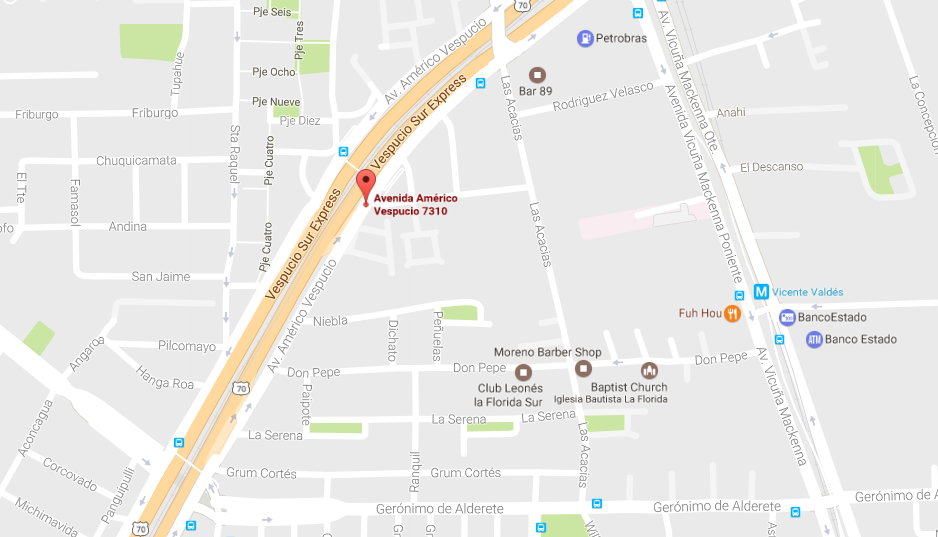 Pje Seis
70
Av. Vicuña Mackenna Ote.
Petrobras
Pje Tres
Av. Américo Vespucio
Tupahue
Pje Ocho
Bar 89
Vespucio Sur Express
Las Acacias
Rodriguez Velasco
La Concepción
Pje Nueve
Friburgo
Friburgo
Pje Diez
Anahi
Avenida Vicuña Mackenna Poniente
Sta Raquel
Pje Cuatro
Chuquicamata
El Descanso
El Tte
Famasol
Avenida Américo
Vespucio 7310
Vespucio Sur Express
Andina
Pje Cuatro
Las Acacias
San Jaime
Av. Américo Vespucio
M
Vicente Valdés
Fuh Hou
BancoEstado
Niebla
Dichato
Peñuelas
ATM
Banco Estado
Angaroa
Pilcomayo
Moreno Barber Shop
Don Pepe
Don Pepe
Don Pepe
Hanga Roa
70
Paipote
Club Leonés
la Florida Sur
Baptist Church
Iglesia Bautista La Florida
Av. Vicuña Mackenna
Aconcagua
La Serena
La Serena
La Serena
Las Acacias
Corcovado
Panguipulli
Grum Cortés
Ranquil
Grum Cortés
Michimavida
Gerónimo de Alderete
Gerónimo de Alderete
Gerónimo de A
70